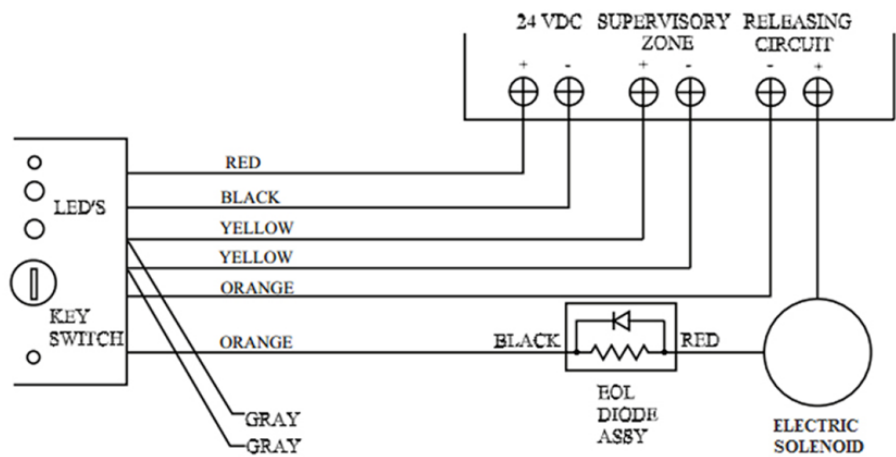 24 VDC SUPERVISORY ZONE RELEASING CIRCUIT
+ - + - - +
RED
LED'S
BLACK
YELLOW
YELLOW
ORANGE
KEY
SWITCH
ORANGE
BLACK
RED
EOL
DIODE
ASSY
GRAY
GRAY
ELECTRIC
SOLENOID